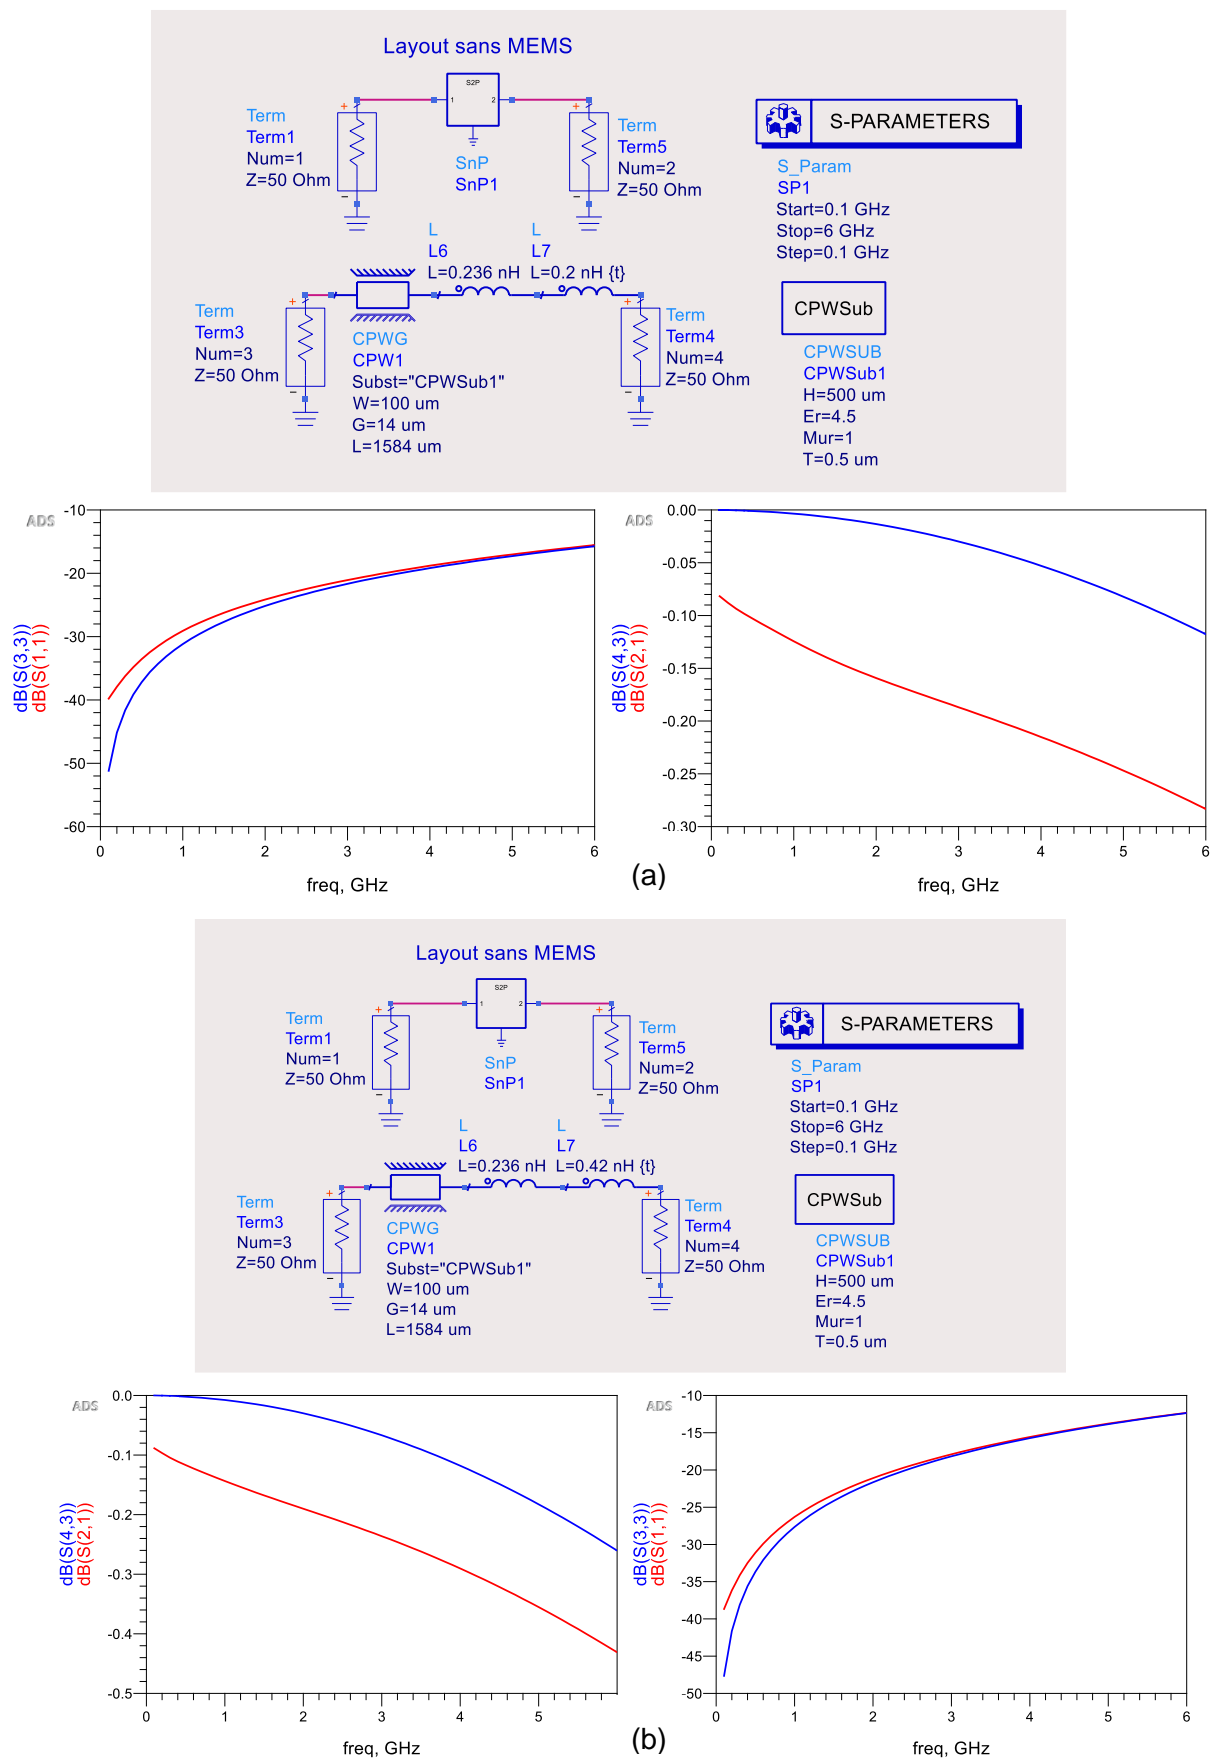 Layout sans MEMS
S2P
1
2
+
Term
Term1
Num=1
Z=50 Ohm
SnP
SnP1
+
Term
Term5
Num=2
Z=50 Ohm
S-PARAMETERS
S_Param
SP1
Start=0.1 GHz
Stop=6 GHz
Step=0.1 GHz
L
L6
L=0.236 nH
L
L7
L=0.2 nH {t}
+
Term
Term3
Num=3
Z=50 Ohm
CPWG
CPW1
Subst="CPWSub1"
W=100 um
G=14 um
L=1584 um
+
Term
Term4
Num=4
Z=50 Ohm
CPWSub
CPWSUB
CPWSub1
H=500 um
Er=4.5
Mur=1
T=0.5 um
ADS
dB(S(3,3))
dB(S(1,1))
-10
-20
-30
-40
-50
-60
0 1 2 3 4 5 6
freq, GHz
ADS
dB(S(4,3))
dB(S(2,1))
0.00
-0.05
-0.10
-0.15
-0.20
-0.25
-0.30
0 1 2 3 4 5 6
freq, GHz
(a)
Layout sans MEMS
S2P
1
2
+
Term
Term1
Num=1
Z=50 Ohm
SnP
SnP1
+
Term
Term5
Num=2
Z=50 Ohm
S-PARAMETERS
S_Param
SP1
Start=0.1 GHz
Stop=6 GHz
Step=0.1 GHz
L
L6
L=0.236 nH
L
L7
L=0.42 nH {t}
+
Term
Term3
Num=3
Z=50 Ohm
CPWG
CPW1
Subst="CPWSub1"
W=100 um
G=14 um
L=1584 um
+
Term
Term4
Num=4
Z=50 Ohm
CPWSub
CPWSUB
CPWSub1
H=500 um
Er=4.5
Mur=1
T=0.5 um
ADS
dB(S(4,3))
dB(S(2,1))
0.0
-0.1
-0.2
-0.3
-0.4
-0.5
0 1 2 3 4 5
freq, GHz
ADS
dB(S(3,3))
dB(S(1,1))
-10
-15
-20
-25
-30
-35
-40
-45
-50
0 1 2 3 4 5 6
freq, GHz
(b)